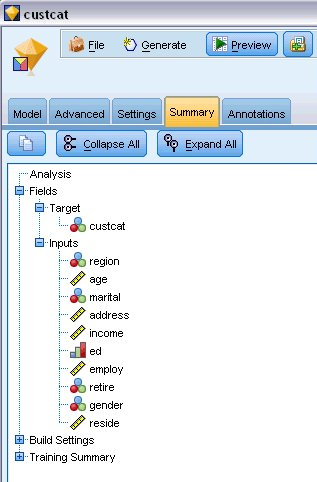 custcat
File Generate Preview
Model Advanced Settings Summary Annotations
Collapse All Expand All
Analysis
Fields
Target
custcat
Inputs
region
age
marital
address
income
ed
employ
retire
gender
reside
Build Settings
Training Summary